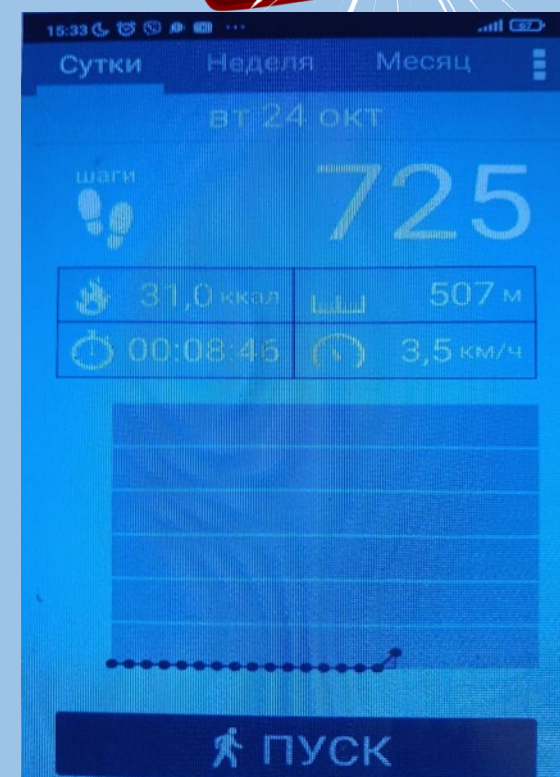 15:33 ... 67
Сутки Неделя Месяц
вт 24 окт
шаги
725
31,0 ккал 507 м
00:08:46 3,5 км/ч
ПУСК